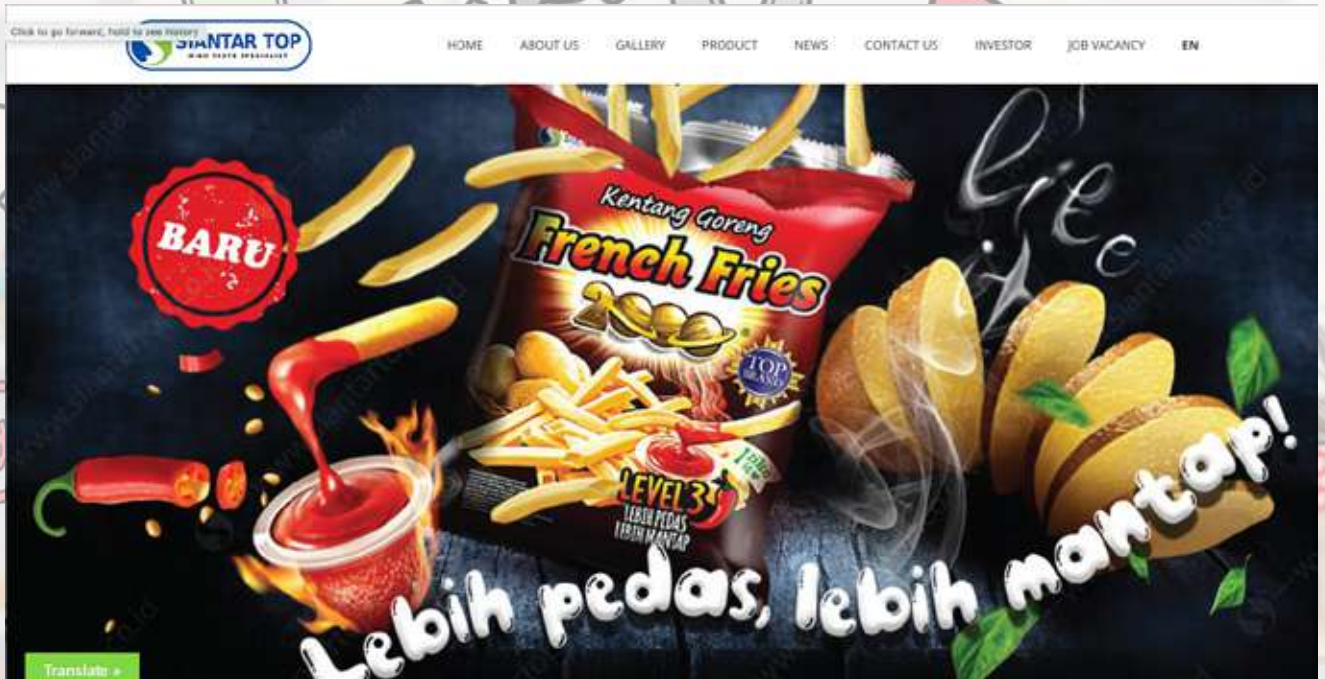 Click to go forward, hold to see history
SIANTAR TOP
HOME ABOUT US GALLERY PRODUCT NEWS CONTACT US INVESTOR JOB VACANCY EN
BARU
Kentang Goreng
French Fries
2000
TOP
BRAND
LEVEL 3
LEBIH PEDAS
LEBIH MANTAP
Lebih pedas, lebih mantap!
Translate »